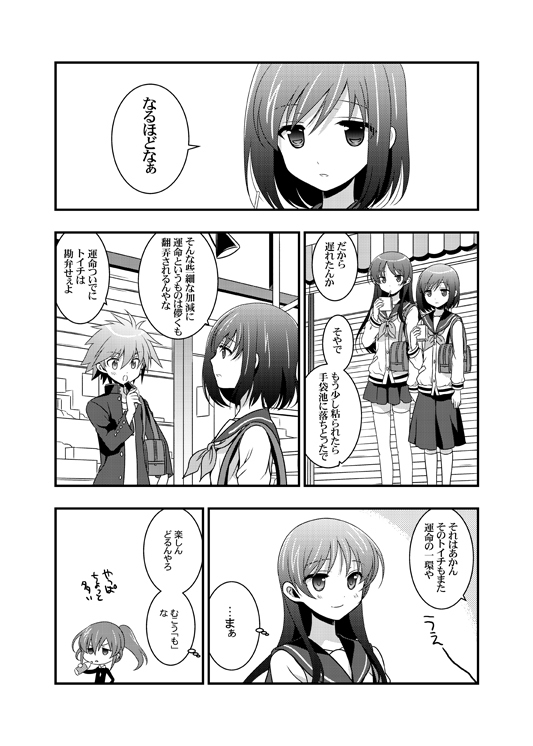 なるほどなぁ
だから
遅れたんか
そやで
もう少し粘られたら
手袋池に落ちとったで
そんな些細な加減に
運命というものは儚くも
翻弄されるんやな
運命ついでに
トイチは
勘弁せぇよ
それはあかん
そのトイチもまた
運命の一環や
うえ〜
…まぁ
楽しん
どるんやろ
むこう「も」
な
やっぱ
ちょっと
多い